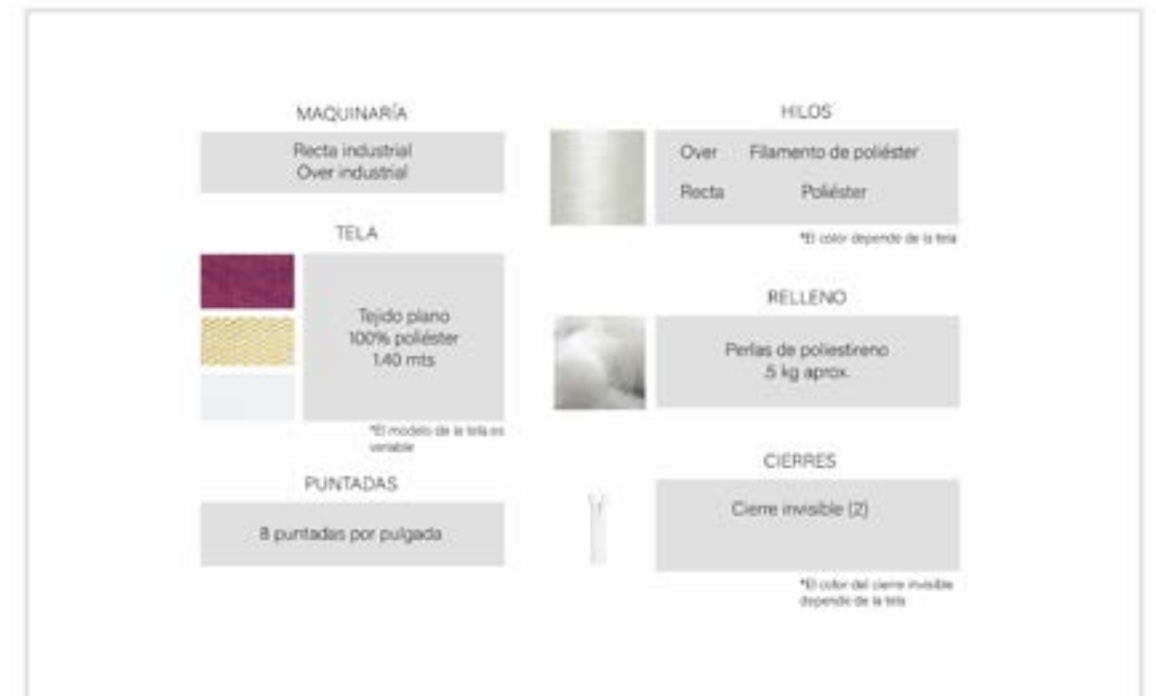 MAQUINARÍA
Recta industrial
Over industrial
TELA
Tejido plano
100% poliéster
1.40 mts
*El modelo de la tela es
variable
PUNTADAS
8 puntadas por pulgada
HILOS
Over Filamento de poliéster
Recta Poliéster
*El color depende de la tela
RELLENO
Perlas de poliestireno
.5 kg aprox.
CIERRES
Cierre invisible (2)
*El color del cierre invisible
depende de la tela